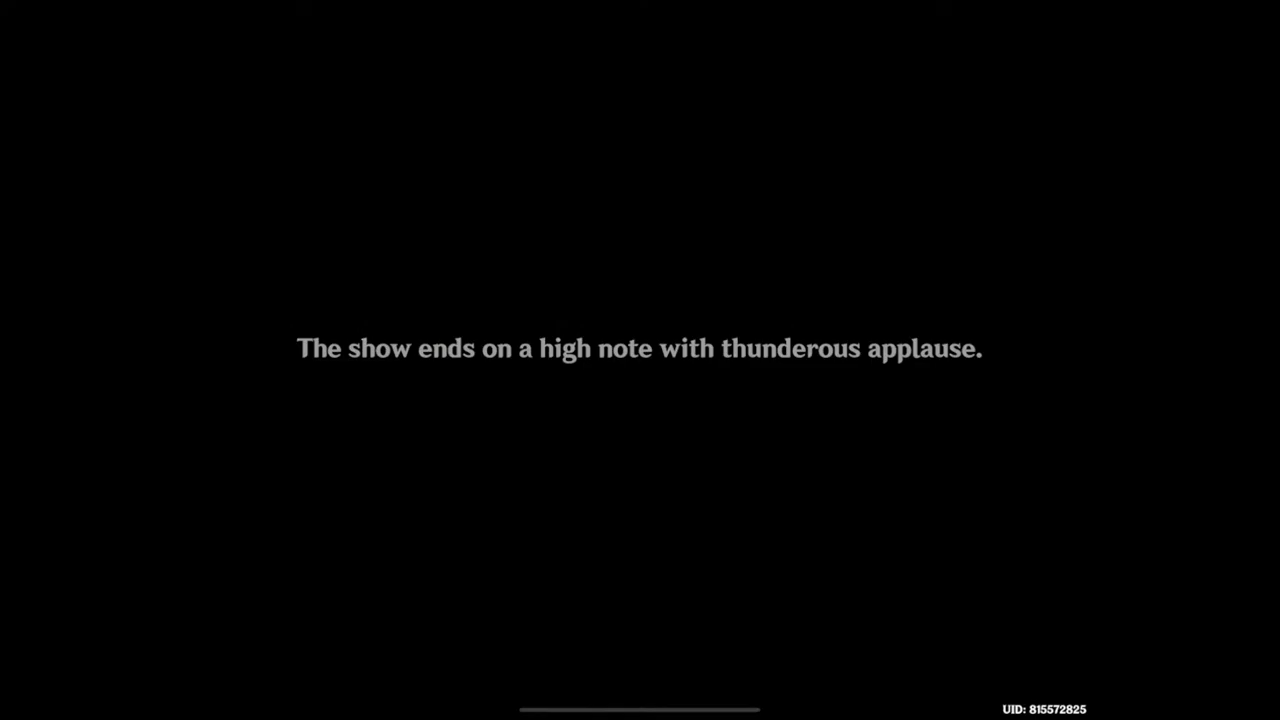 The show ends on a high note with thunderous applause.
UID: 815572825